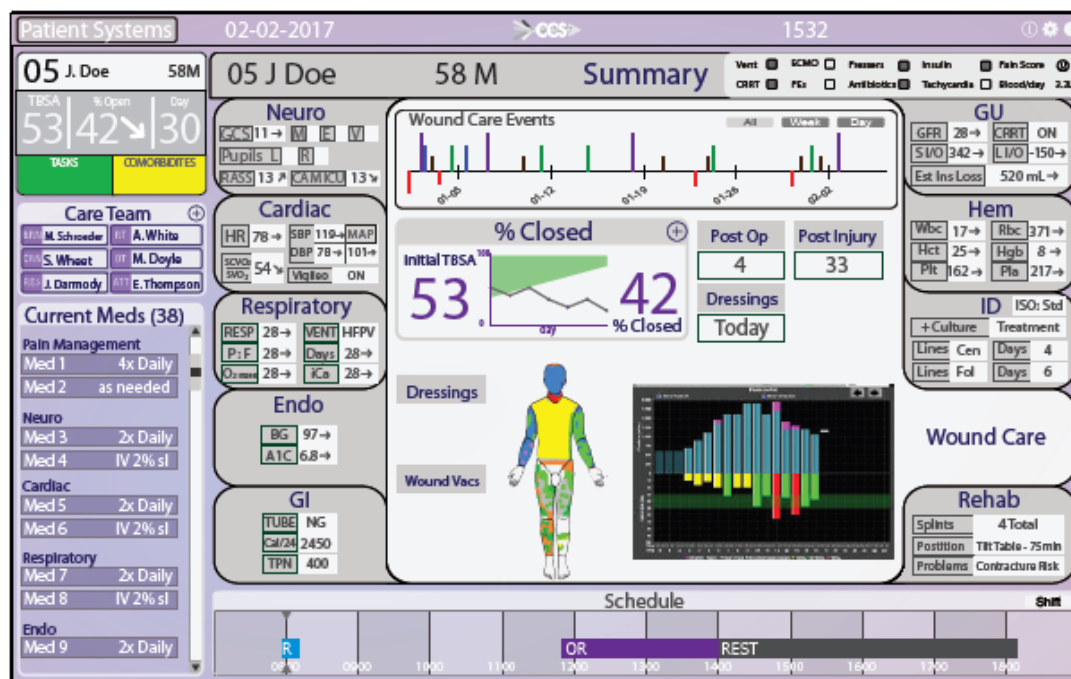 Patient Systems 02-02-2017 CCS 1532
05 J. Doe 58M
TBSA % Open Day
53 42 30
TASKS COMORBIDITES
05 J Doe 58 M Summary
Vent ECMO Pressors Insulin Pain Score
CRRT PEs Antibiotics Tachycardia Blood/day
Care Team
M. Schroeder A. White
S. Wheat M. Doyle
J. Darmody E. Thompson
Current Meds (38)
Pain Management
Med 1 4x Daily
Med 2 as needed
Neuro
Med 3 2x Daily
Med 4 IV 2% sl
Cardiac
Med 5 2x Daily
Med 6 IV 2% sl
Respiratory
Med 7 2x Daily
Med 8 IV 2% sl
Endo
Med 9 2x Daily
Neuro
GCS 11→ M E V
Pupils L R
RASS 13↗ CAMICU 13↘
Cardiac
HR 78→ SBP 119→ MAP
DBP 78→ 101→
SCVO₂ SVO₂ 54↘ Vigileo ON
Respiratory
RESP 28→ VENT HFPV
P:F 28→ Days 28→
28→ iCa 28→
Endo
BG 97→
A1C 6.8→
GI
TUBE NG
Cal/24 2450
TPN 400
Wound Care Events
All Week Day
01-05 01-12 01-19 01-26 02-02
% Closed
Initial TBSA
53
100
0
day
42
% Closed
Post Op Post Injury
4 33
Dressings
Today
Dressings
Wound Vacs
GU
GFR 28→ CRRT ON
S I/O 342→ L I/O -150→
Est Ins Loss 520 mL→
Hem
Wbc 17→ Rbc 371→
Hct 25→ Hgb 8→
Plt 162→ Pla 217→
ID ISO: Std
+Culture Treatment
Lines Cen Days 4
Lines Fol Days 6
Wound Care
Rehab
Splints 4 Total
Postition Tilt Table - 75min
Problems Contracture Risk
Schedule Shift
R OR REST
0800 0900 1000 1100 1200 1300 1400 1500 1600 1700 1800